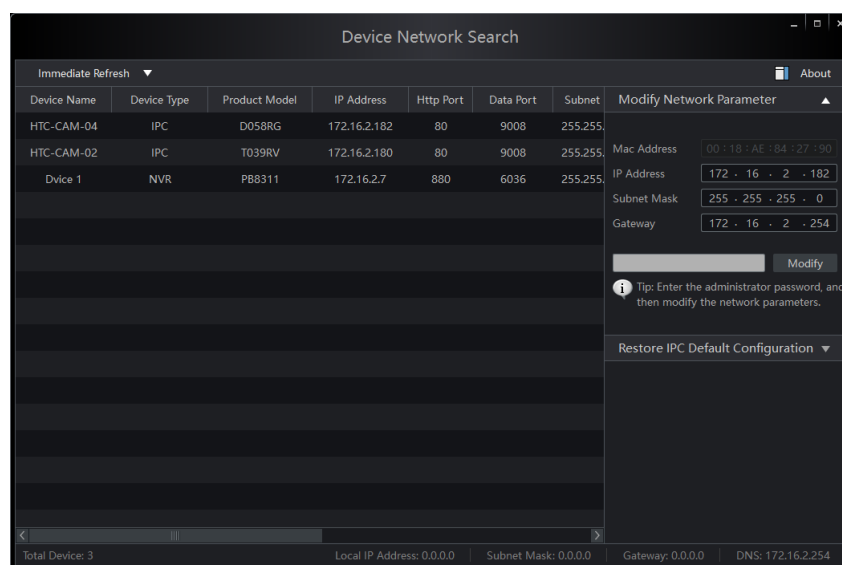 Device Network Search
Immediate Refresh
About
Device Name Device Type Product Model IP Address Http Port Data Port Subnet
HTC-CAM-04 IPC D058RG 172.16.2.182 80 9008 255.255.
HTC-CAM-02 IPC T039RV 172.16.2.180 80 9008 255.255.
Dvice 1 NVR PB8311 172.16.2.7 880 6036 255.255.
Modify Network Parameter
Mac Address 00 : 18 : AE : 84 : 27 : 90
IP Address 172 . 16 . 2 . 182
Subnet Mask 255 . 255 . 255 . 0
Gateway 172 . 16 . 2 . 254
Modify
Tip: Enter the administrator password, and
then modify the network parameters.
Restore IPC Default Configuration
Total Device: 3 Local IP Address: 0.0.0.0 Subnet Mask: 0.0.0.0 Gateway: 0.0.0.0 DNS: 172.16.2.254